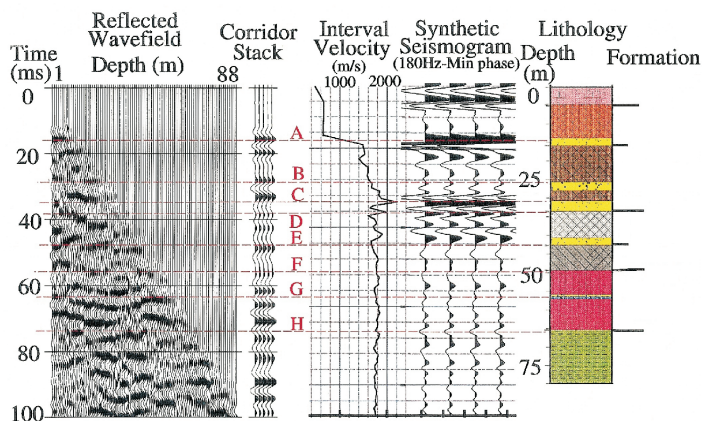 Reflected
Wavefield
Depth (m)
1 88
Time
(ms)
Corridor
Stack
Interval
Velocity
(m/s)
1000 2000
Synthetic
Seismogram
(180Hz-Min phase)
Lithology
Depth
(m)
Formation
0
20
40
60
80
100
A
B
C
D
E
F
G
H
0
25
50
75